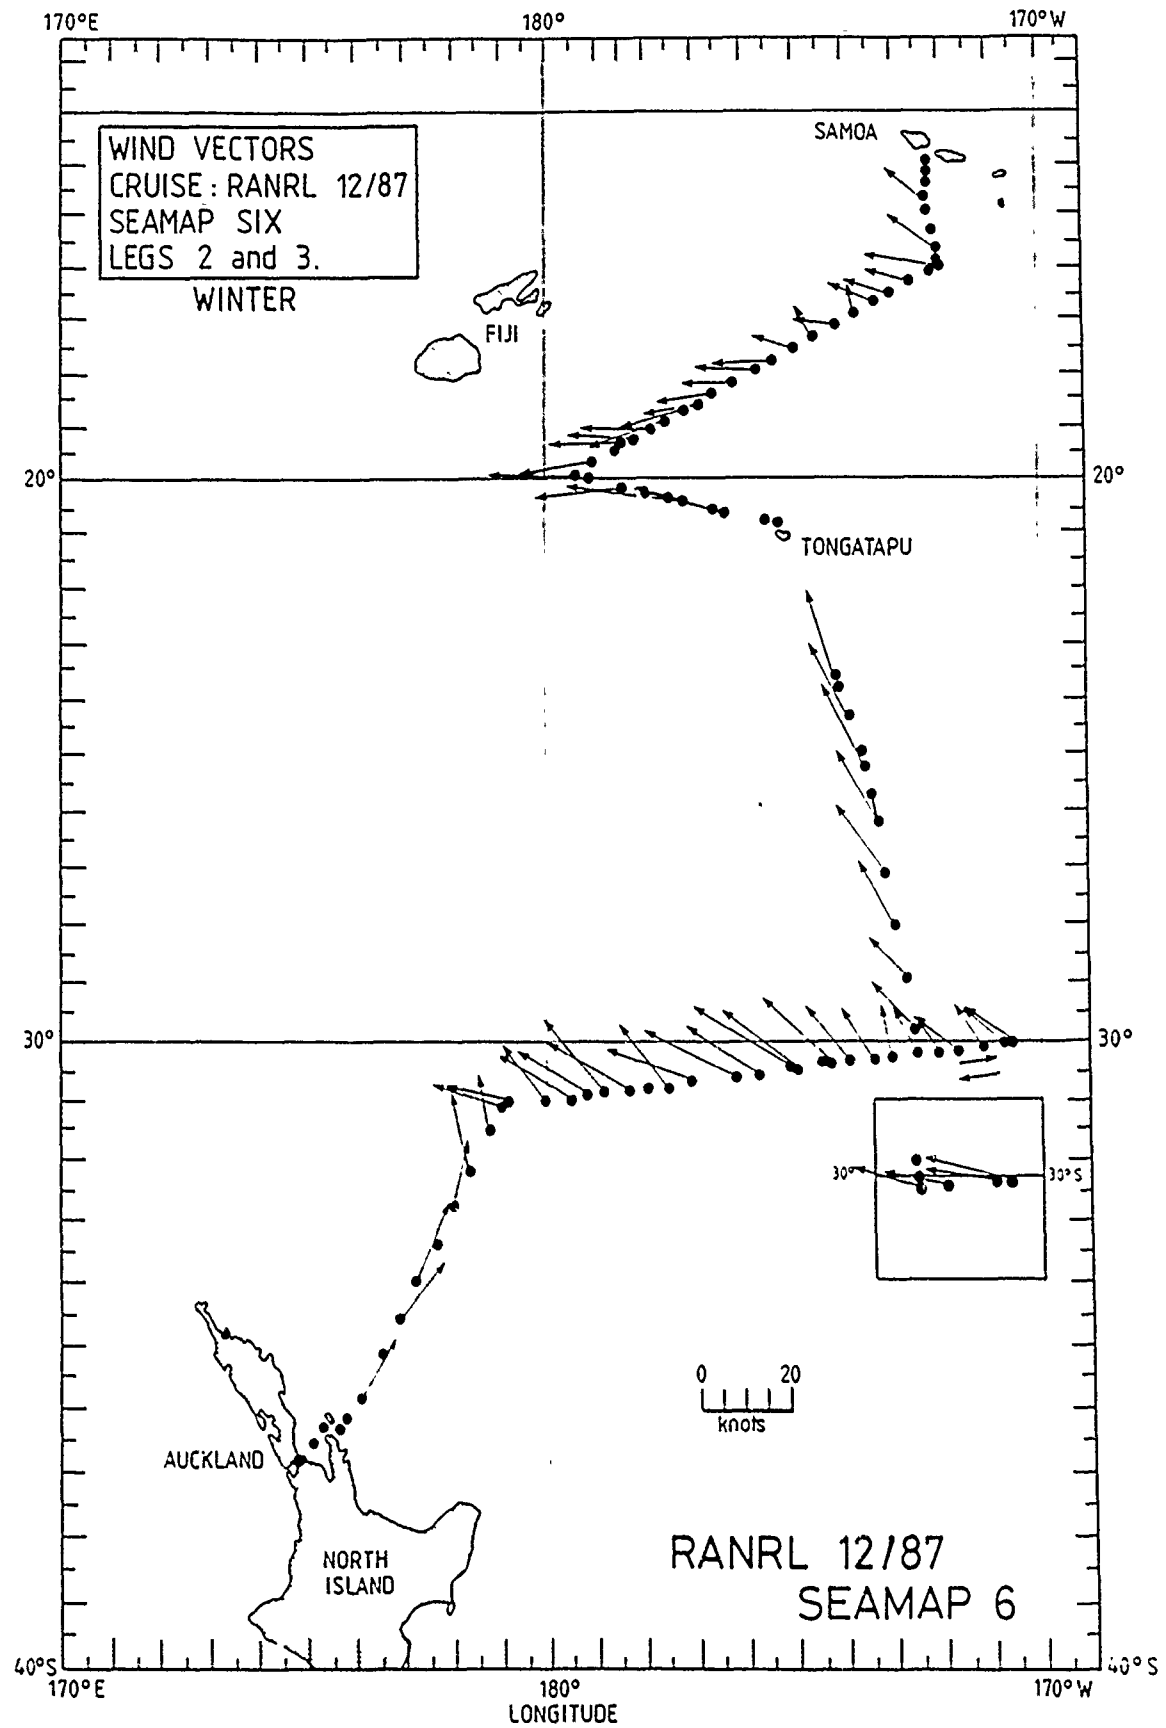 170°E 180° 170°W
SAMOA
WIND VECTORS
CRUISE: RANRL 12/87
SEAMAP SIX
LEGS 2 and 3.
WINTER
FIJI
20° 20°
TONGATAPU
30° 30°
30° 30°S
0 20
knots
AUCKLAND
NORTH
ISLAND
RANRL 12/87
SEAMAP 6
40°S 40°S
170°E 180° 170°W
LONGITUDE